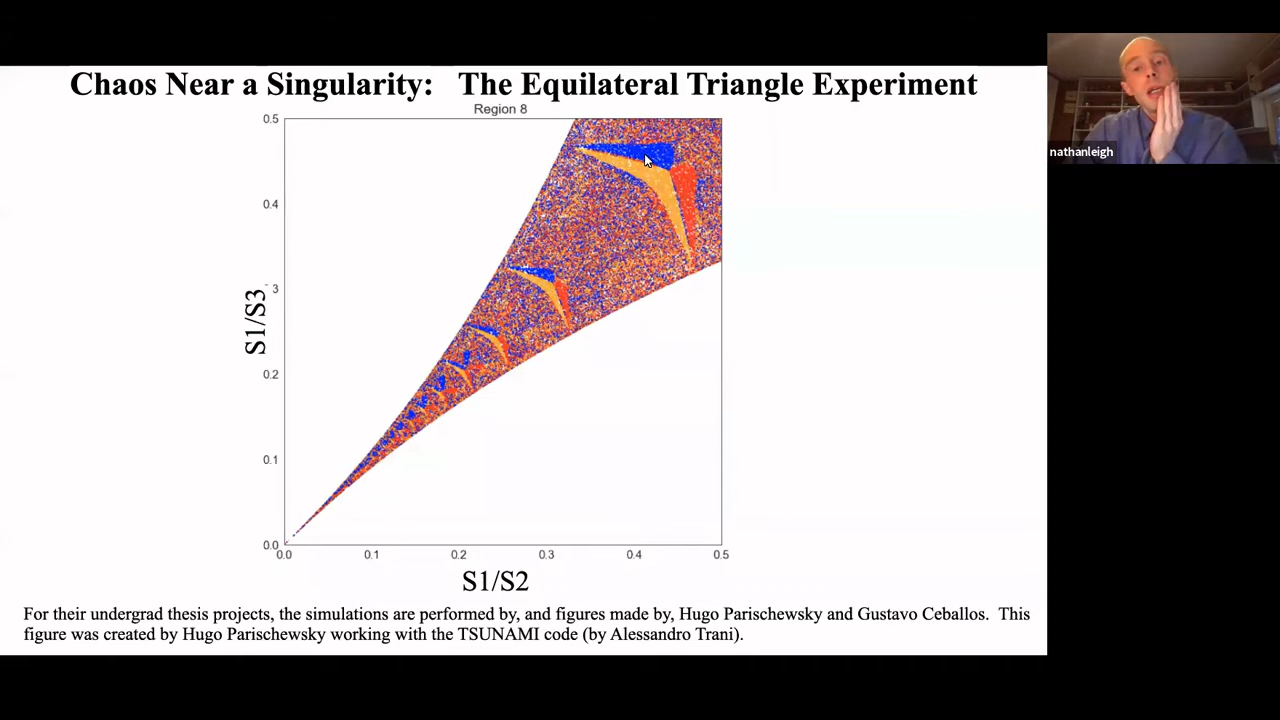 Chaos Near a Singularity: The Equilateral Triangle Experiment
nathanleigh
Region 8
0.5
0.4
3
0.2
0.1
0.0
S1/S3
0.0 0.1 0.2 0.3 0.4 0.5
S1/S2
For their undergrad thesis projects, the simulations are performed by, and figures made by, Hugo Parischewsky and Gustavo Ceballos. This
figure was created by Hugo Parischewsky working with the TSUNAMI code (by Alessandro Trani).